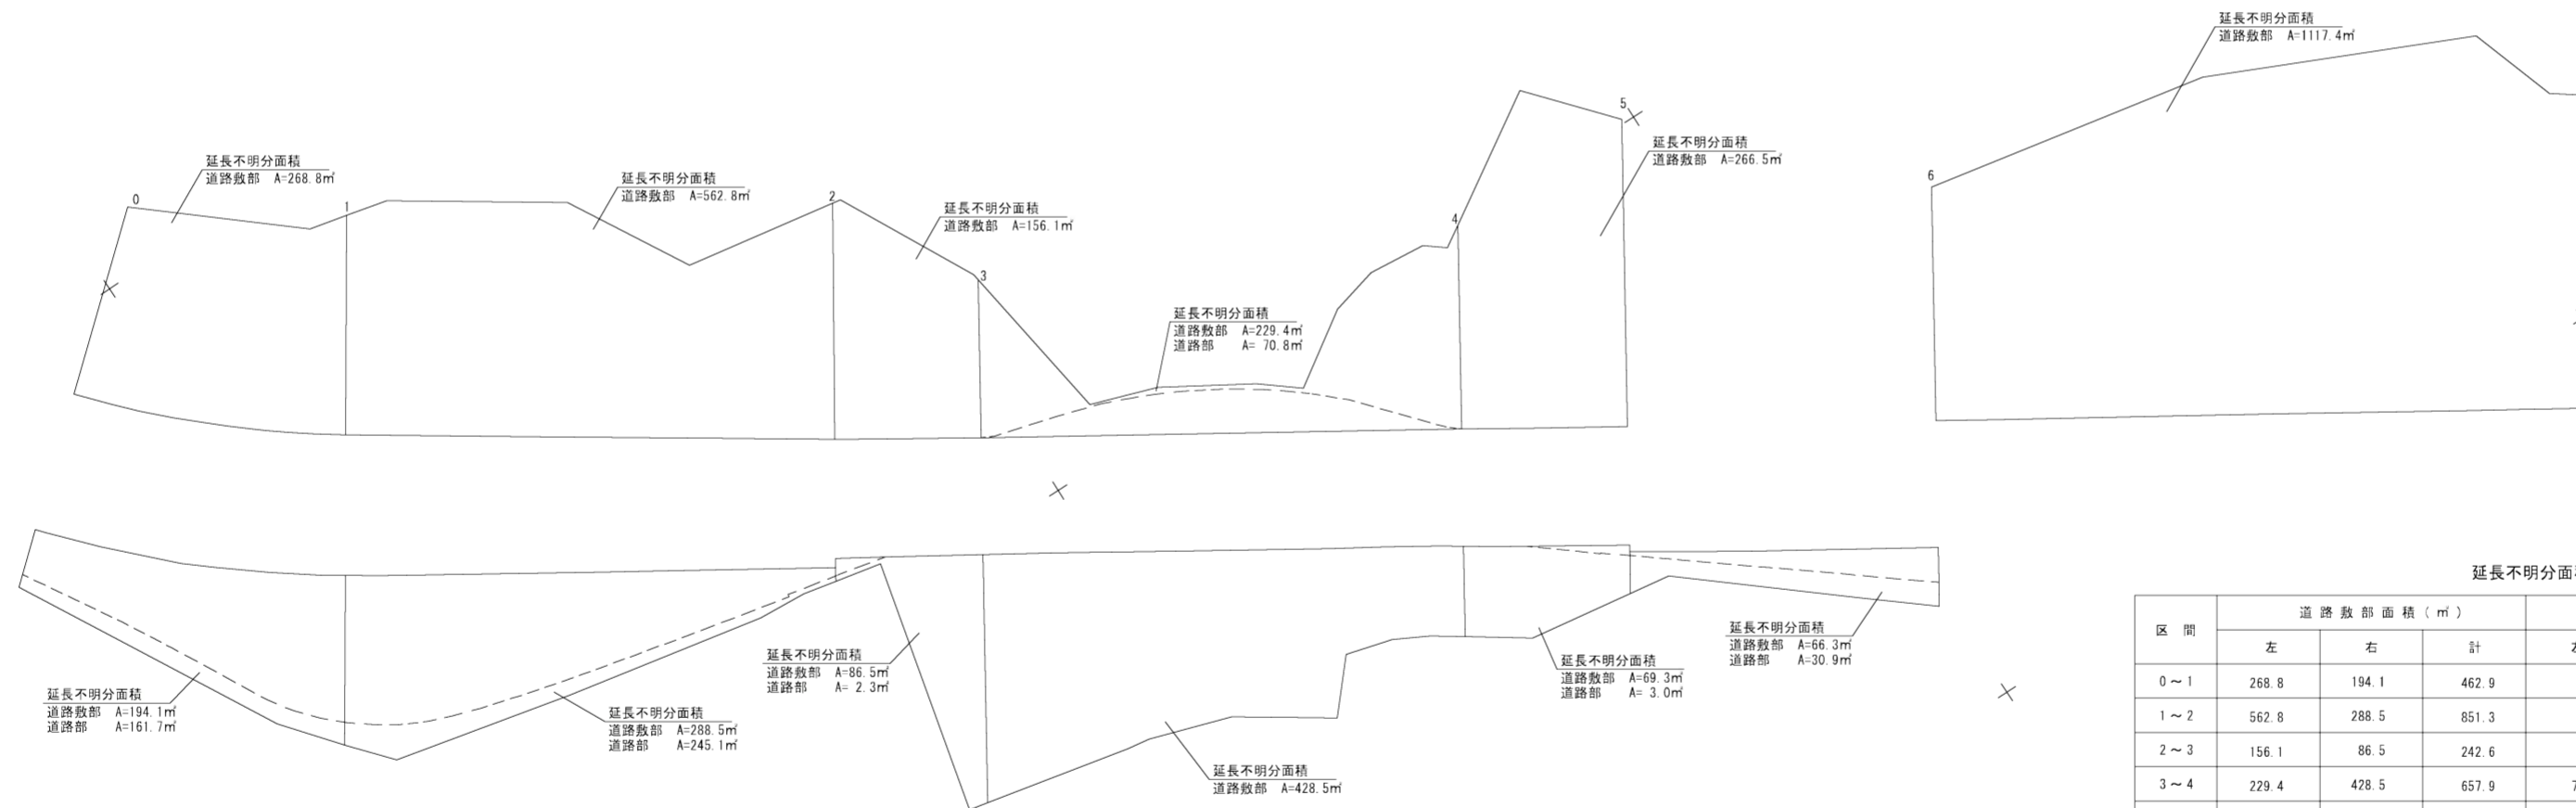 延長不明分面積
道路敷部 A=1117.4㎡
5
延長不明分面積
道路敷部 A=266.5㎡
延長不明分面積
道路敷部 A=268.8㎡
延長不明分面積
道路敷部 A=562.8㎡
6
0
1
2
延長不明分面積
道路敷部 A=156.1㎡
4
3
延長不明分面積
道路敷部 A=229.4㎡
道路部 A= 70.8㎡
延長不明分面積
道路敷部 A=194.1㎡
道路部 A=161.7㎡
延長不明分面積
道路敷部 A=288.5㎡
道路部 A=245.1㎡
延長不明分面積
道路敷部 A=86.5㎡
道路部 A= 2.3㎡
延長不明分面積
道路敷部 A=428.5㎡
延長不明分面積
道路敷部 A=69.3㎡
道路部 A= 3.0㎡
延長不明分面積
道路敷部 A=66.3㎡
道路部 A=30.9㎡
延長不明分面
区 間 道 路 敷 部 面 積 ( ㎡ )
左 右 計
0～1 268.8 194.1 462.9
1～2 562.8 288.5 851.3
2～3 156.1 86.5 242.6
3～4 229.4 428.5 657.9 7